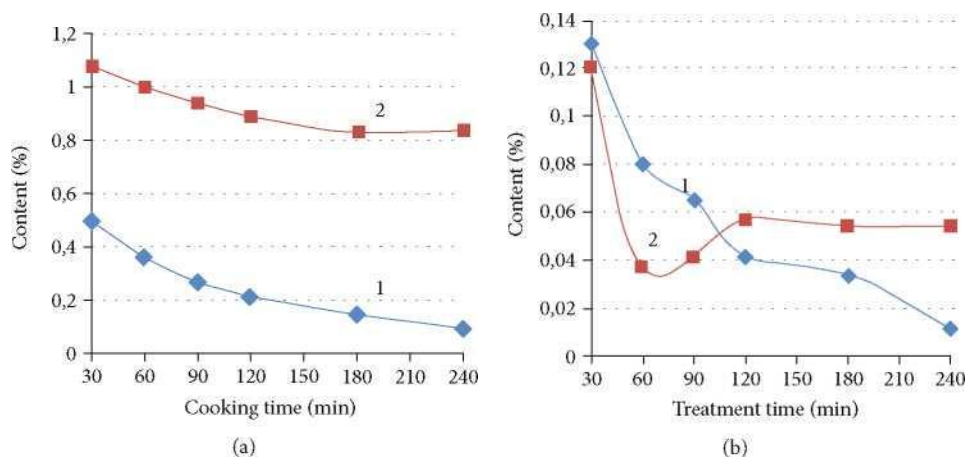 1,2
1
0,8
0,6
0,4
0,2
0
Content (%)
2
1
30 60 90 120 150 180 210 240
Cooking time (min)
(a)
0,14
0,12
0,1
0,08
0,06
0,04
0,02
0
Content (%)
1
2
30 60 90 120 150 180 210 240
Treatment time (min)
(b)